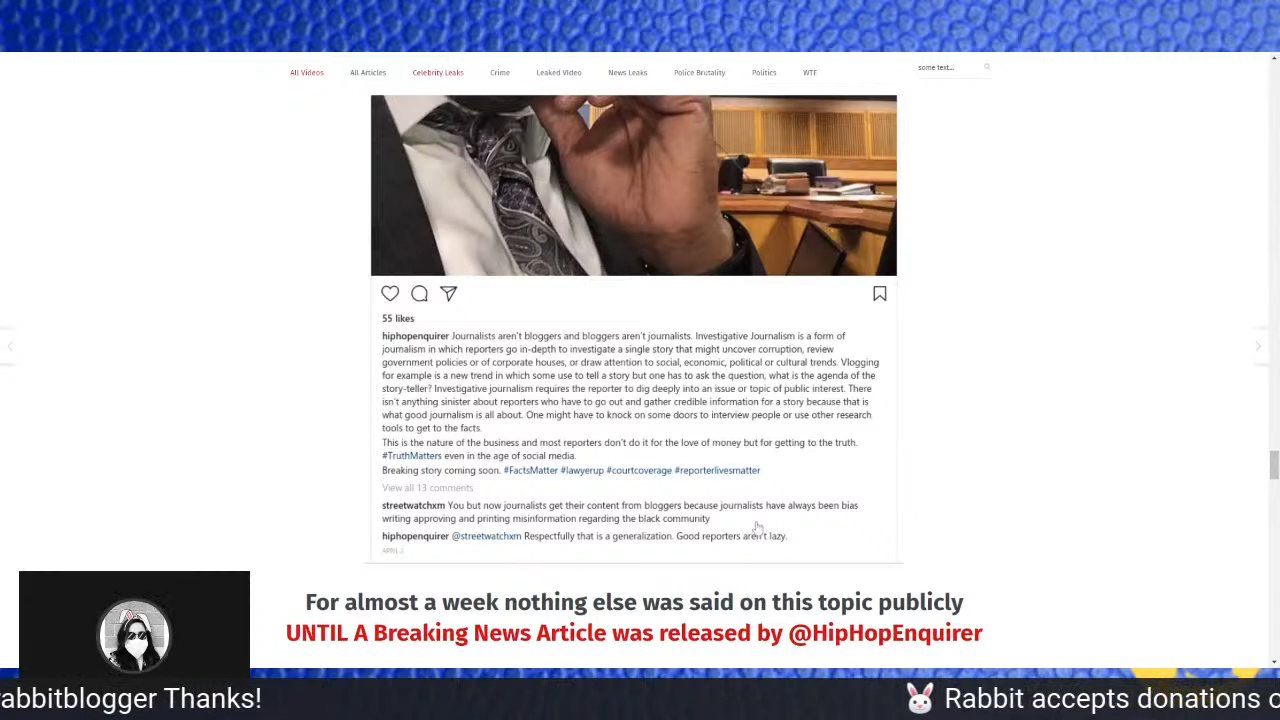 All Videos All Articles Celebrity Leaks Crime Leaked Video News Leaks Police Brutality Politics WTF some text...
55 likes
hiphopenquirer Journalists aren't bloggers and bloggers aren't journalists. Investigative Journalism is a form of
journalism in which reporters go in-depth to investigate a single story that might uncover corruption, review
government policies or of corporate houses, or draw attention to social, economic, political or cultural trends. Vlogging
for example is a new trend in which some use to tell a story but one has to ask the question, what is the agenda of the
story-teller? Investigative journalism requires the reporter to dig deeply into an issue or topic of public interest. There
isn't anything sinister about reporters who have to go out and gather credible information for a story because that is
what good journalism is all about. One might have to knock on some doors to interview people or use other research
tools to get to the facts.
This is the nature of the business and most reporters don't do it for the love of money but for getting to the truth.
#TruthMatters even in the age of social media.
Breaking story coming soon. #FactsMatter #lawyerup #courtcoverage #reporterlivesmatter
View all 13 comments
streetwatchxm You but now journalists get their content from bloggers because journalists have always been bias
writing approving and printing misinformation regarding the black community
hiphopenquirer @streetwatchxm Respectfully that is a generalization. Good reporters aren't lazy.
APRIL
For almost a week nothing else was said on this topic publicly
UNTIL A Breaking News Article was released by @HipHopEnquirer
rabbitblogger Thanks! Rabbit accepts donations